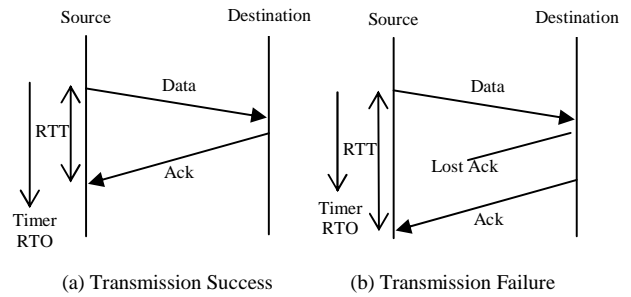 Source
Destination
Data
RTT
Ack
Timer
RTO
(a) Transmission Success
Source
Destination
Data
RTT
Lost Ack
Ack
Timer
RTO
(b) Transmission Failure